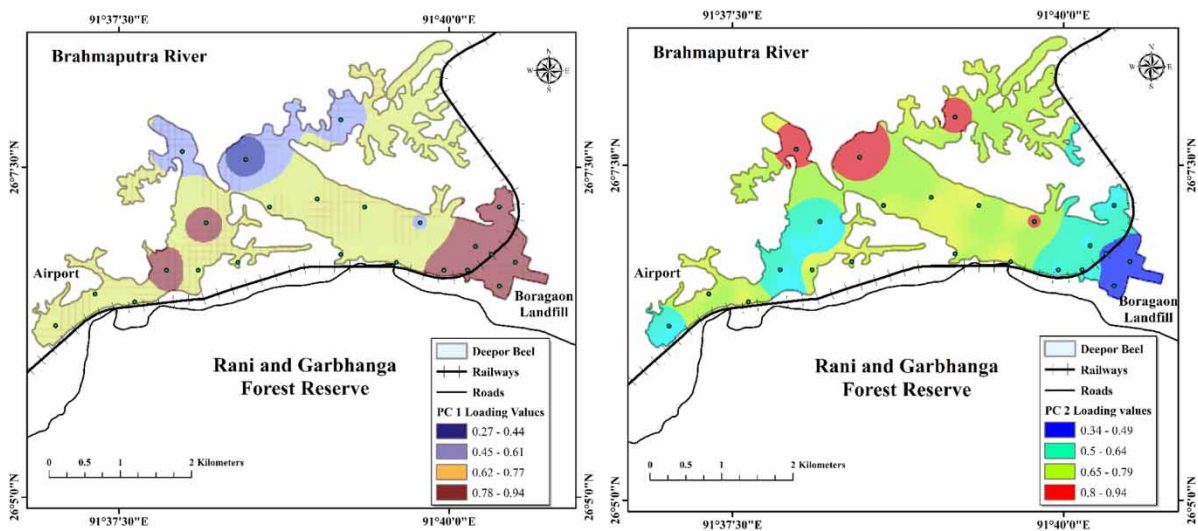 91°37'30"E
91°40'0"E
Brahmaputra River
N
W
E
S
26°7'30"N
26°7'30"N
Airport
Boragaon
Landfill
Rani and Garbhanga
Forest Reserve
Deepor Beel
Railways
Roads
PC 1 Loading Values
0.27 - 0.44
0.45 - 0.61
0.62 - 0.77
0.78 - 0.94
0 0.5 1 2 Kilometers
26°5'0"N
26°5'0"N
91°37'30"E
91°40'0"E
91°37'30"E
91°40'0"E
Brahmaputra River
N
W
E
S
26°7'30"N
Airport
Boragaon
Landfill
Rani and Garbhanga
Forest Reserve
Deepor Beel
Railways
Roads
PC 2 Loading values
0.34 - 0.49
0.5 - 0.64
0.65 - 0.79
0.8 - 0.94
0 0.5 1 2 Kilometers
26°5'0"N
91°37'30"E
91°40'0"E